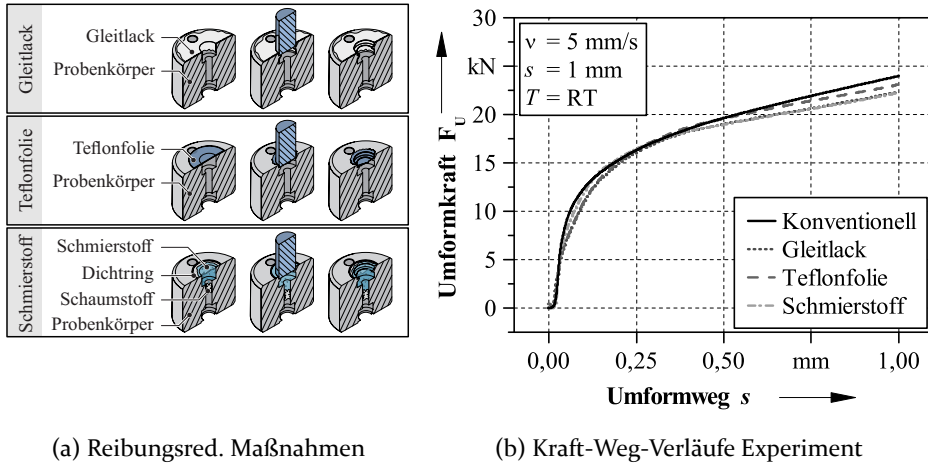 Gleitlack
Gleitlack
Probenkörper
Teflonfolie
Teflonfolie
Probenkörper
Schmierstoff
Schmierstoff
Dichtring
Schaumstoff
Probenkörper
(a) Reibungsred. Maßnahmen
Umformkraft F_U
30
kN
20
15
10
5
0
ν = 5 mm/s
s = 1 mm
T = RT
Konventionell
Gleitlack
Teflonfolie
Schmierstoff
0,00 0,25 0,50 mm 1,00
Umformweg s
(b) Kraft-Weg-Verläufe Experiment